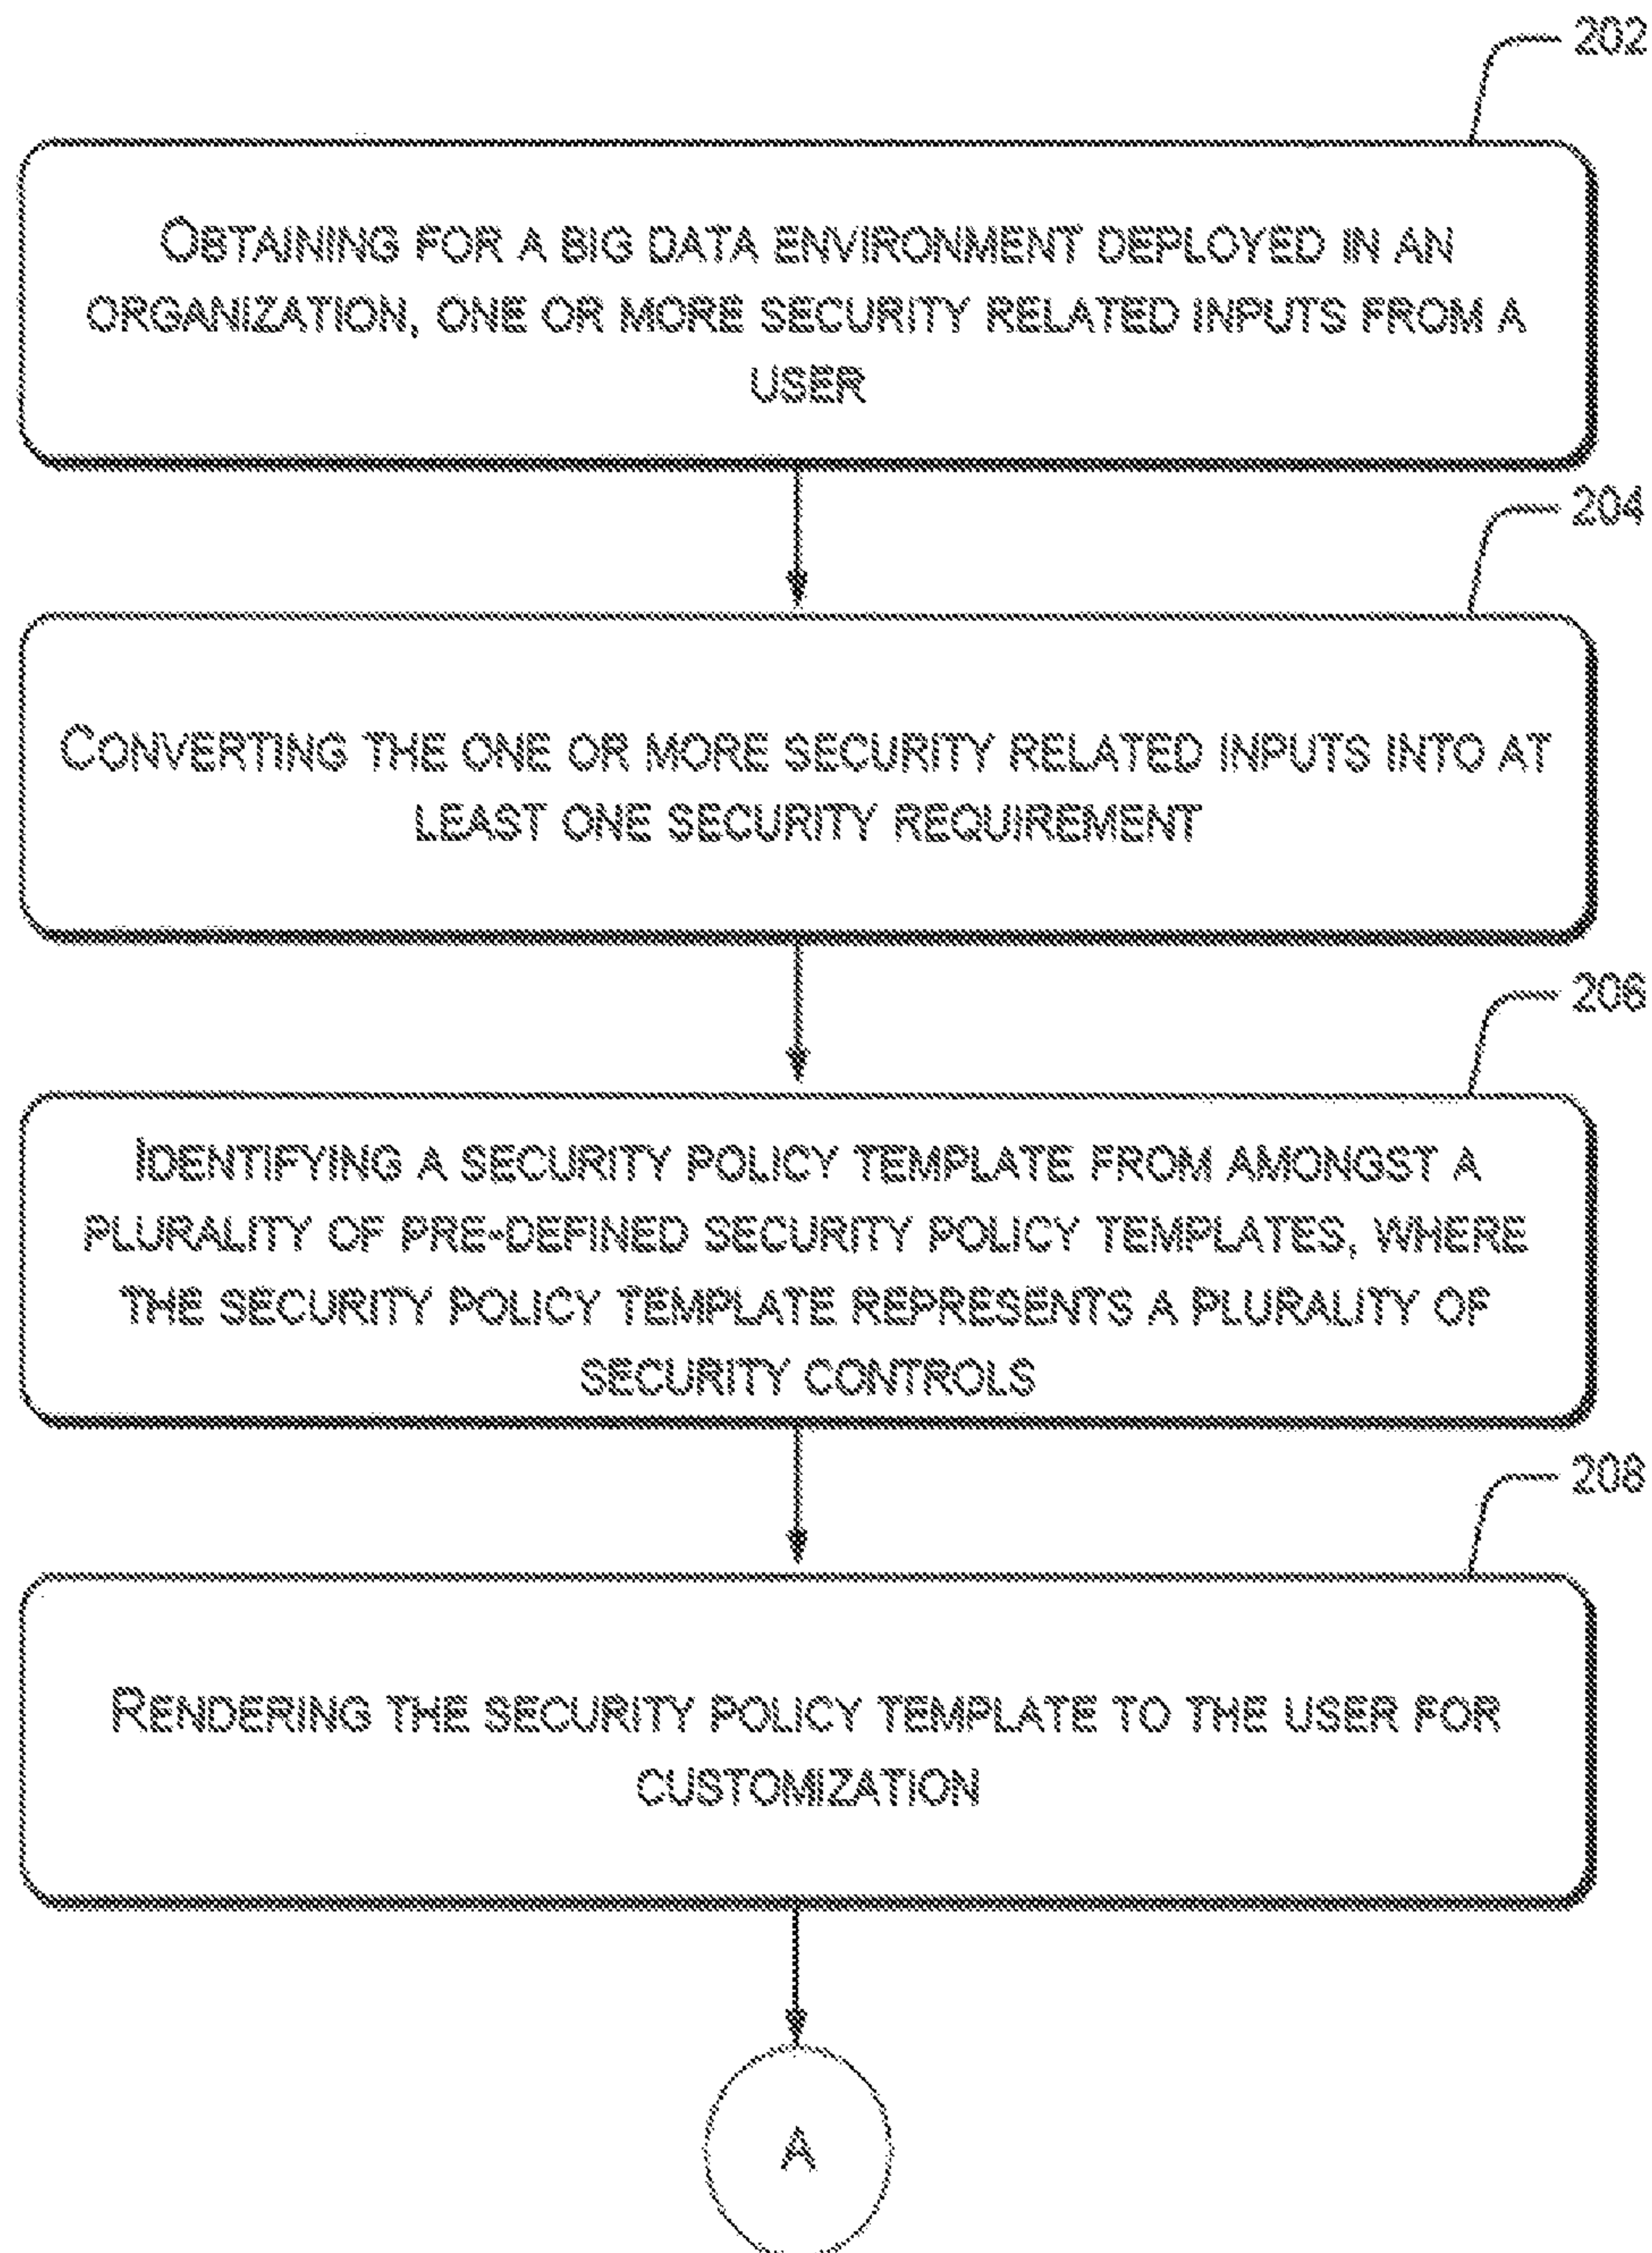 202
OBTAINING FOR A BIG DATA ENVIRONMENT DEPLOYED IN AN
ORGANIZATION, ONE OR MORE SECURITY RELATED INPUTS FROM A
USER
204
CONVERTING THE ONE OR MORE SECURITY RELATED INPUTS INTO AT
LEAST ONE SECURITY REQUIREMENT
206
IDENTIFYING A SECURITY POLICY TEMPLATE FROM AMONGST A
PLURALITY OF PRE-DEFINED SECURITY POLICY TEMPLATES, WHERE
THE SECURITY POLICY TEMPLATE REPRESENTS A PLURALITY OF
SECURITY CONTROLS
208
RENDERING THE SECURITY POLICY TEMPLATE TO THE USER FOR
CUSTOMIZATION
A